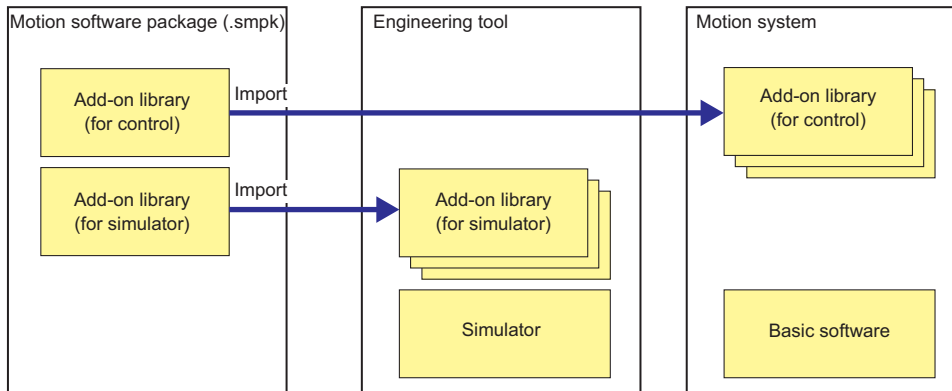 Motion software package (.smpk)
Engineering tool
Motion system
Add-on library
(for control)
Import
Add-on library
(for control)
Add-on library
(for simulator)
Import
Add-on library
(for simulator)
Simulator
Basic software